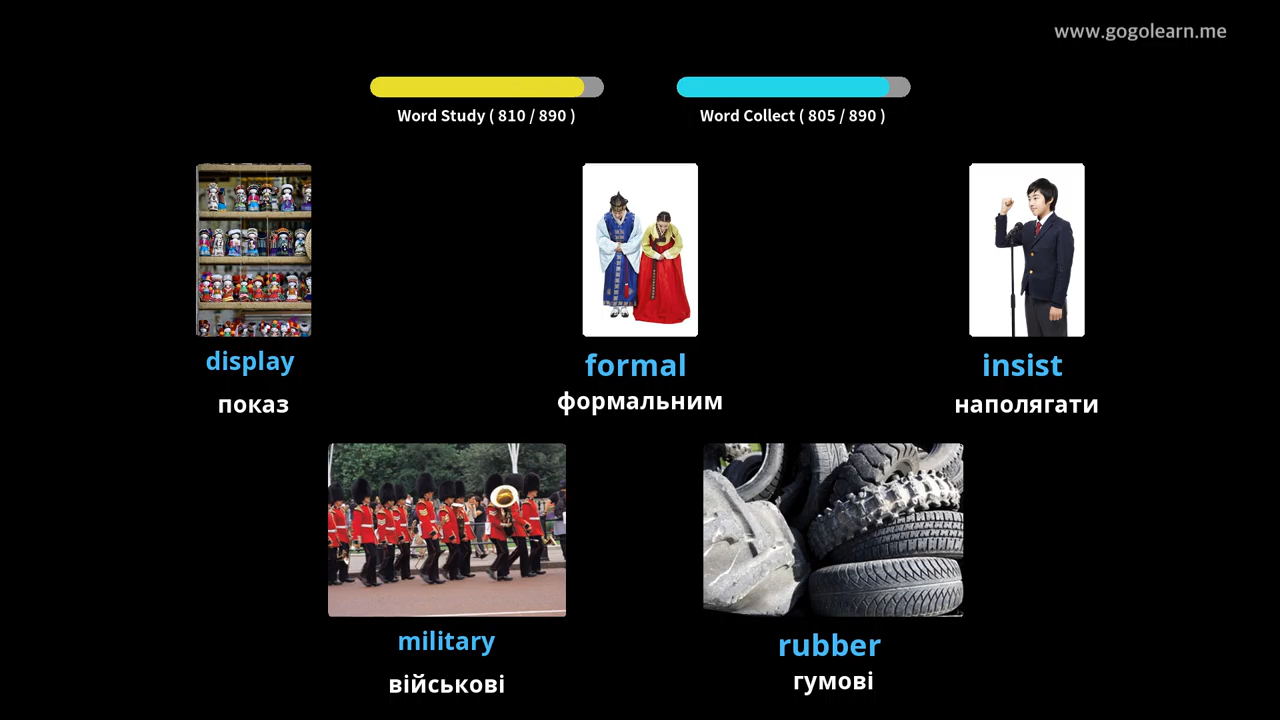 www.gogolearn.me
Word Study ( 810 / 890 )
Word Collect ( 805 / 890 )
display
показ
formal
формальним
insist
наполягати
military
військові
rubber
гумові